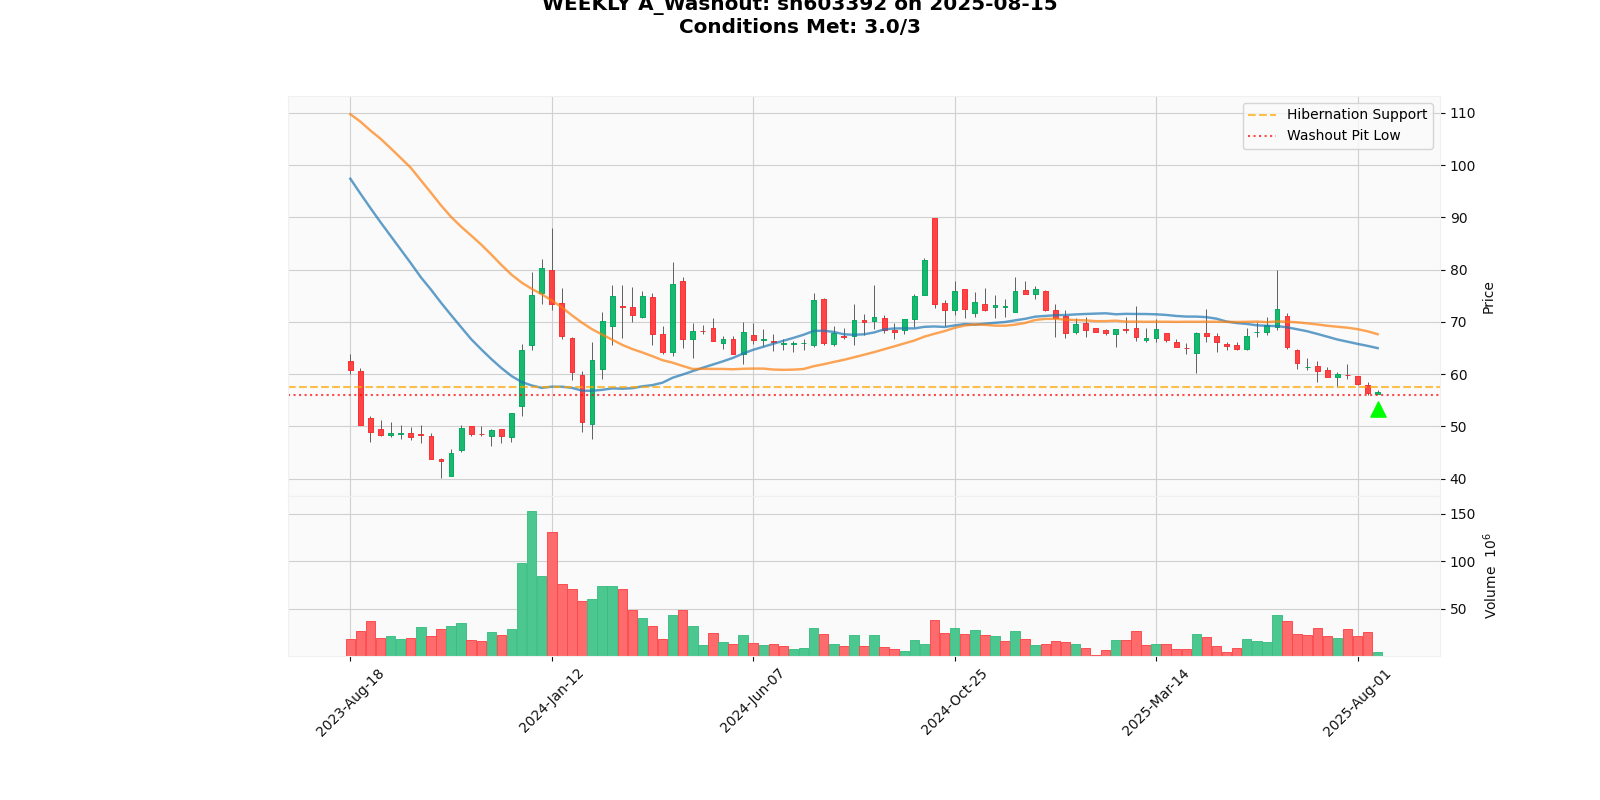 WEEKLY A_Washout: sh603392 on 2025-08-15
Conditions Met: 3.0/3
Hibernation Support
Washout Pit Low
110
100
90
80
70
60
50
40
Price
150
100
50
Volume 10⁶
2023-Aug-18
2024-Jan-12
2024-Jun-07
2024-Oct-25
2025-Mar-14
2025-Aug-01